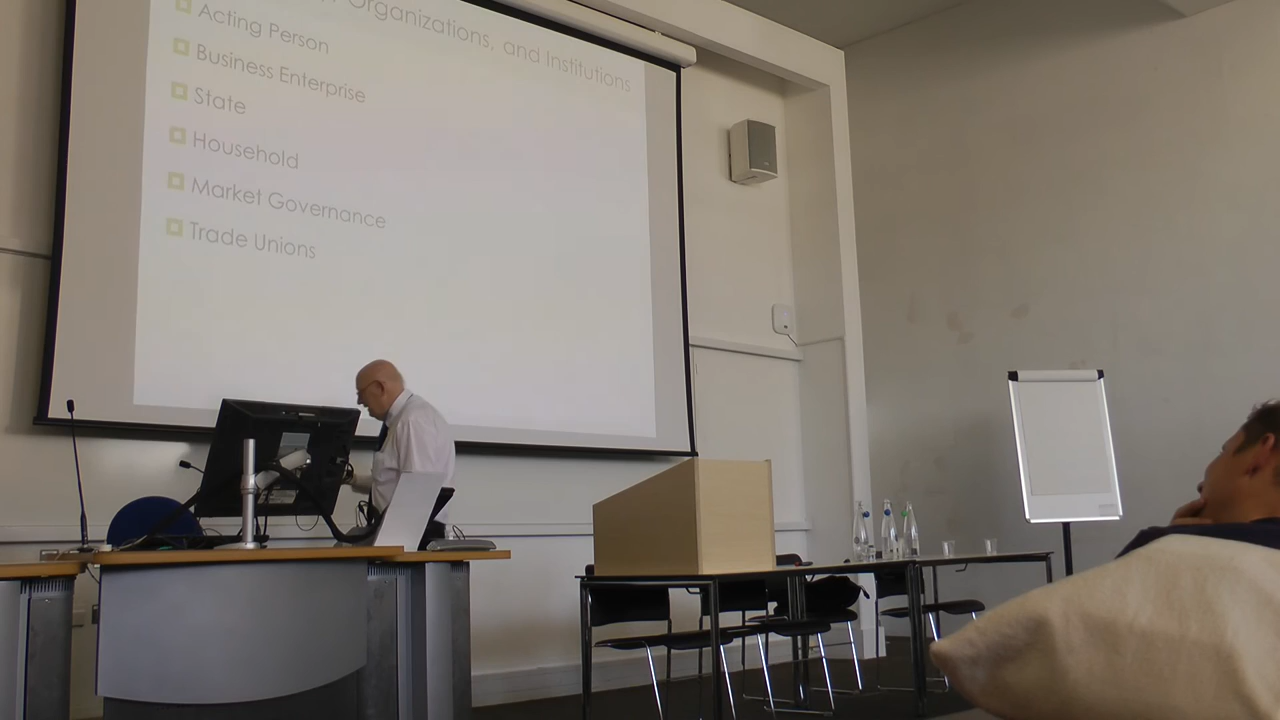 Organizations, and Institutions
Acting Person
Business Enterprise
State
Household
Market Governance
Trade Unions